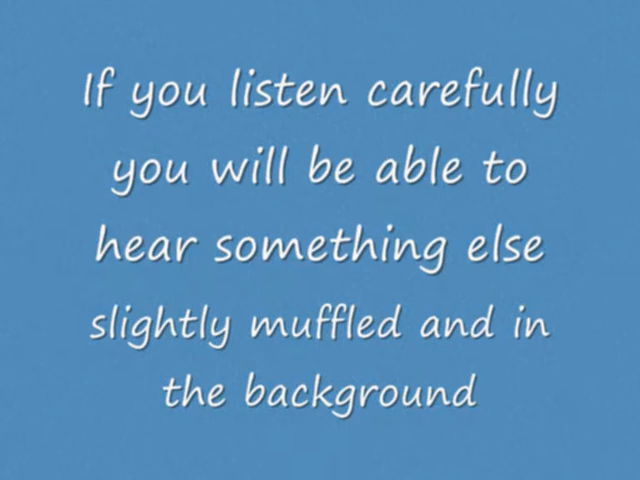 If you listen carefully
you will be able to
hear something else
slightly muffled and in
the background